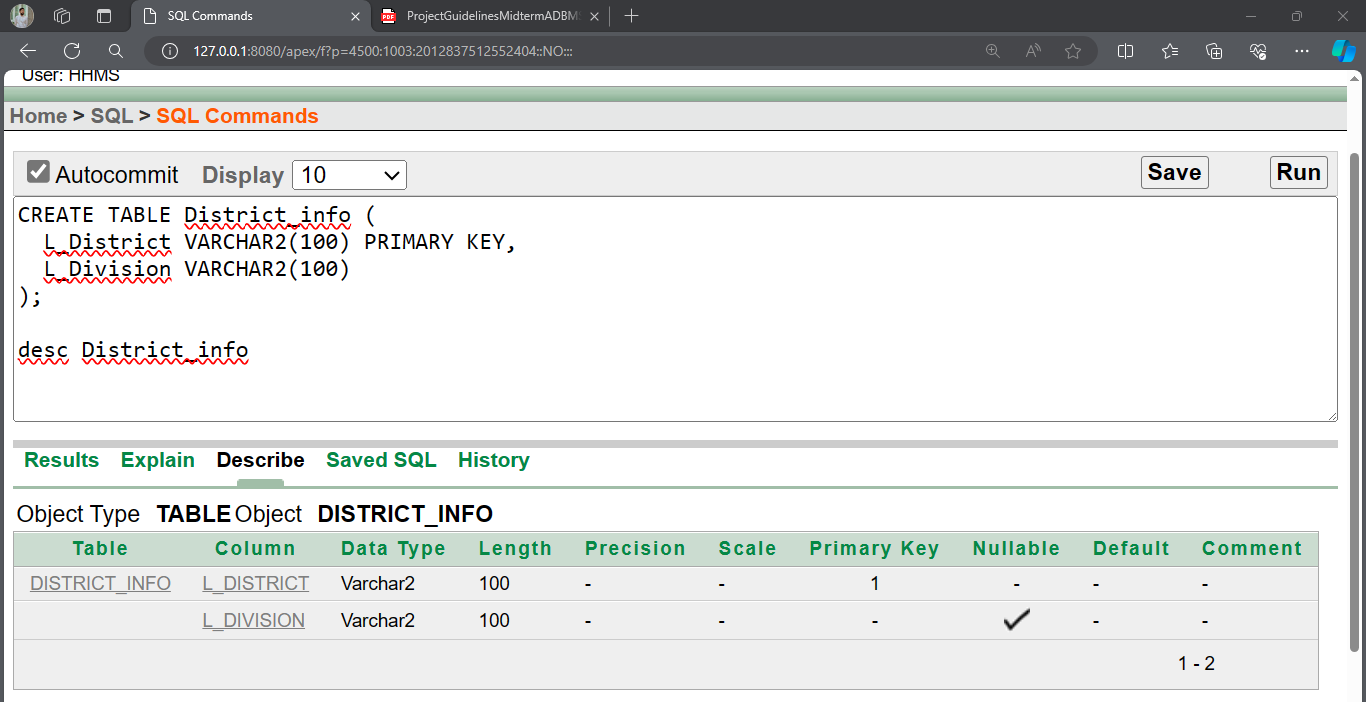 SQL Commands
ProjectGuidelinesMidtermADBMS
127.0.0.1:8080/apex/f?p=4500:1003:2012837512552404::NO:::
User: HHMS
Home > SQL > SQL Commands
Autocommit Display 10 Save Run
CREATE TABLE District_info (
L_District VARCHAR2(100) PRIMARY KEY,
L_Division VARCHAR2(100)
);
desc District_info
Results Explain Describe Saved SQL History
Object Type TABLE Object DISTRICT_INFO
Table Column Data Type Length Precision Scale Primary Key Nullable Default Comment
DISTRICT_INFO L_DISTRICT Varchar2 100 - - 1 - - -
L_DIVISION Varchar2 100 - - - - -
1 - 2